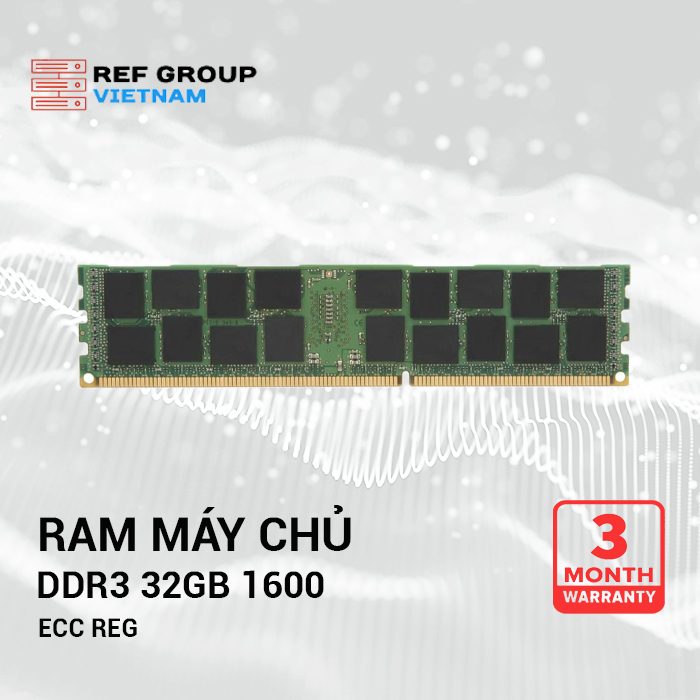 REF GROUP
VIETNAM
RAM MÁY CHỦ
DDR3 32GB 1600
ECC REG
3
MONTH
WARRANTY